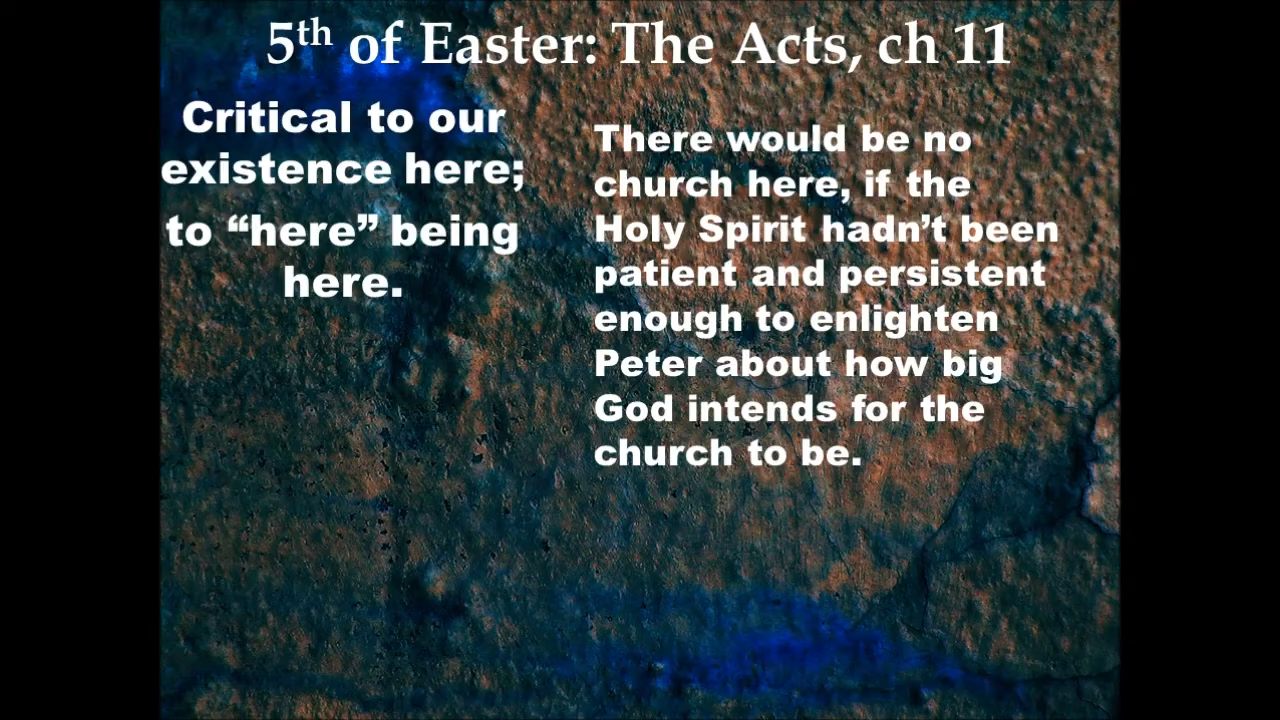 5th of Easter: The Acts, ch 11
Critical to our
existence here;
to “here” being
here.
There would be no
church here, if the
Holy Spirit hadn’t been
patient and persistent
enough to enlighten
Peter about how big
God intends for the
church to be.